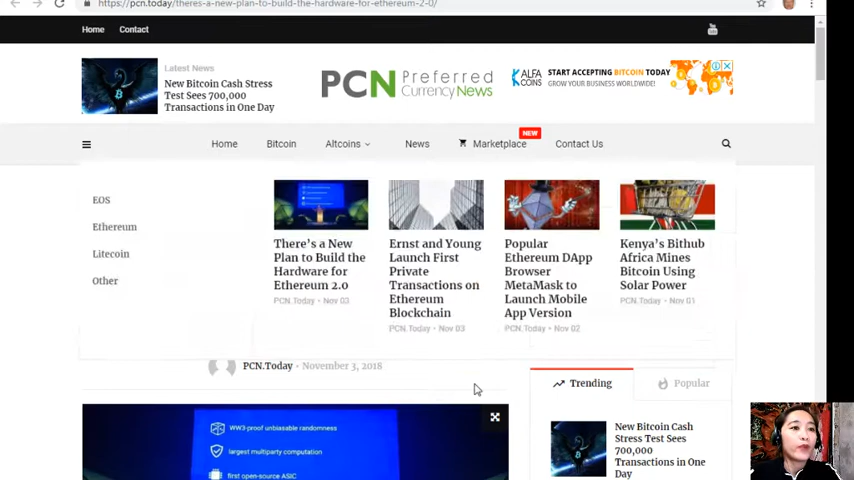 https://pcn.today/theres-a-new-plan-to-build-the-hardware-for-ethereum-2-0/
Home Contact
Latest News
New Bitcoin Cash Stress
Test Sees 700,000
Transactions in One Day
PCN Preferred
Currency News
ALFA
COINS
START ACCEPTING BITCOIN TODAY
GROW YOUR BUSINESS WORLDWIDE!
NEW
Home Bitcoin Altcoins News Marketplace Contact Us
EOS
Ethereum
Litecoin
Other
There's a New
Plan to Build the
Hardware for
Ethereum 2.0
PCN.Today • Nov 03
Ernst and Young
Launch First
Private
Transactions on
Ethereum
Blockchain
PCN.Today • Nov 03
Popular
Ethereum DApp
Browser
MetaMask to
Launch Mobile
App Version
PCN.Today • Nov 02
Kenya's Bithub
Africa Mines
Bitcoin Using
Solar Power
PCN.Today • Nov 01
PCN.Today - November 3, 2018
WW3-proof unbiasable randomness
largest multiparty computation
first open-source ASIC
Trending Popular
New Bitcoin Cash
Stress Test Sees
700,000
Transactions in One
Day